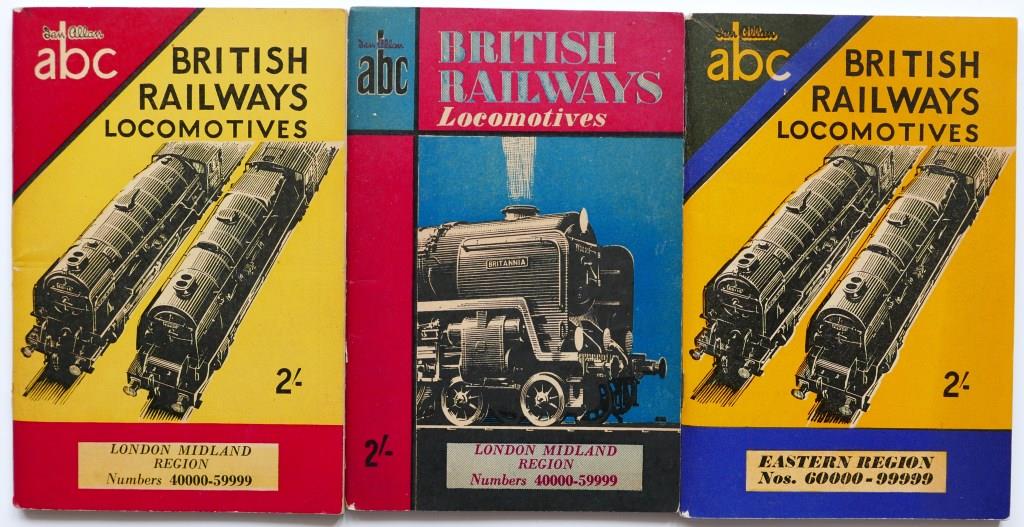 Ian Allan
abc
BRITISH
RAILWAYS
LOCOMOTIVES
2/-
LONDON MIDLAND
REGION
Numbers 40000-59999
Ian Allan
abc
BRITISH
RAILWAYS
Locomotives
BRITANNIA
2/-
LONDON MIDLAND
REGION
Numbers 40000-59999
Ian Allan
abc
BRITISH
RAILWAYS
LOCOMOTIVES
2/-
EASTERN REGION
Nos. 60000-99999